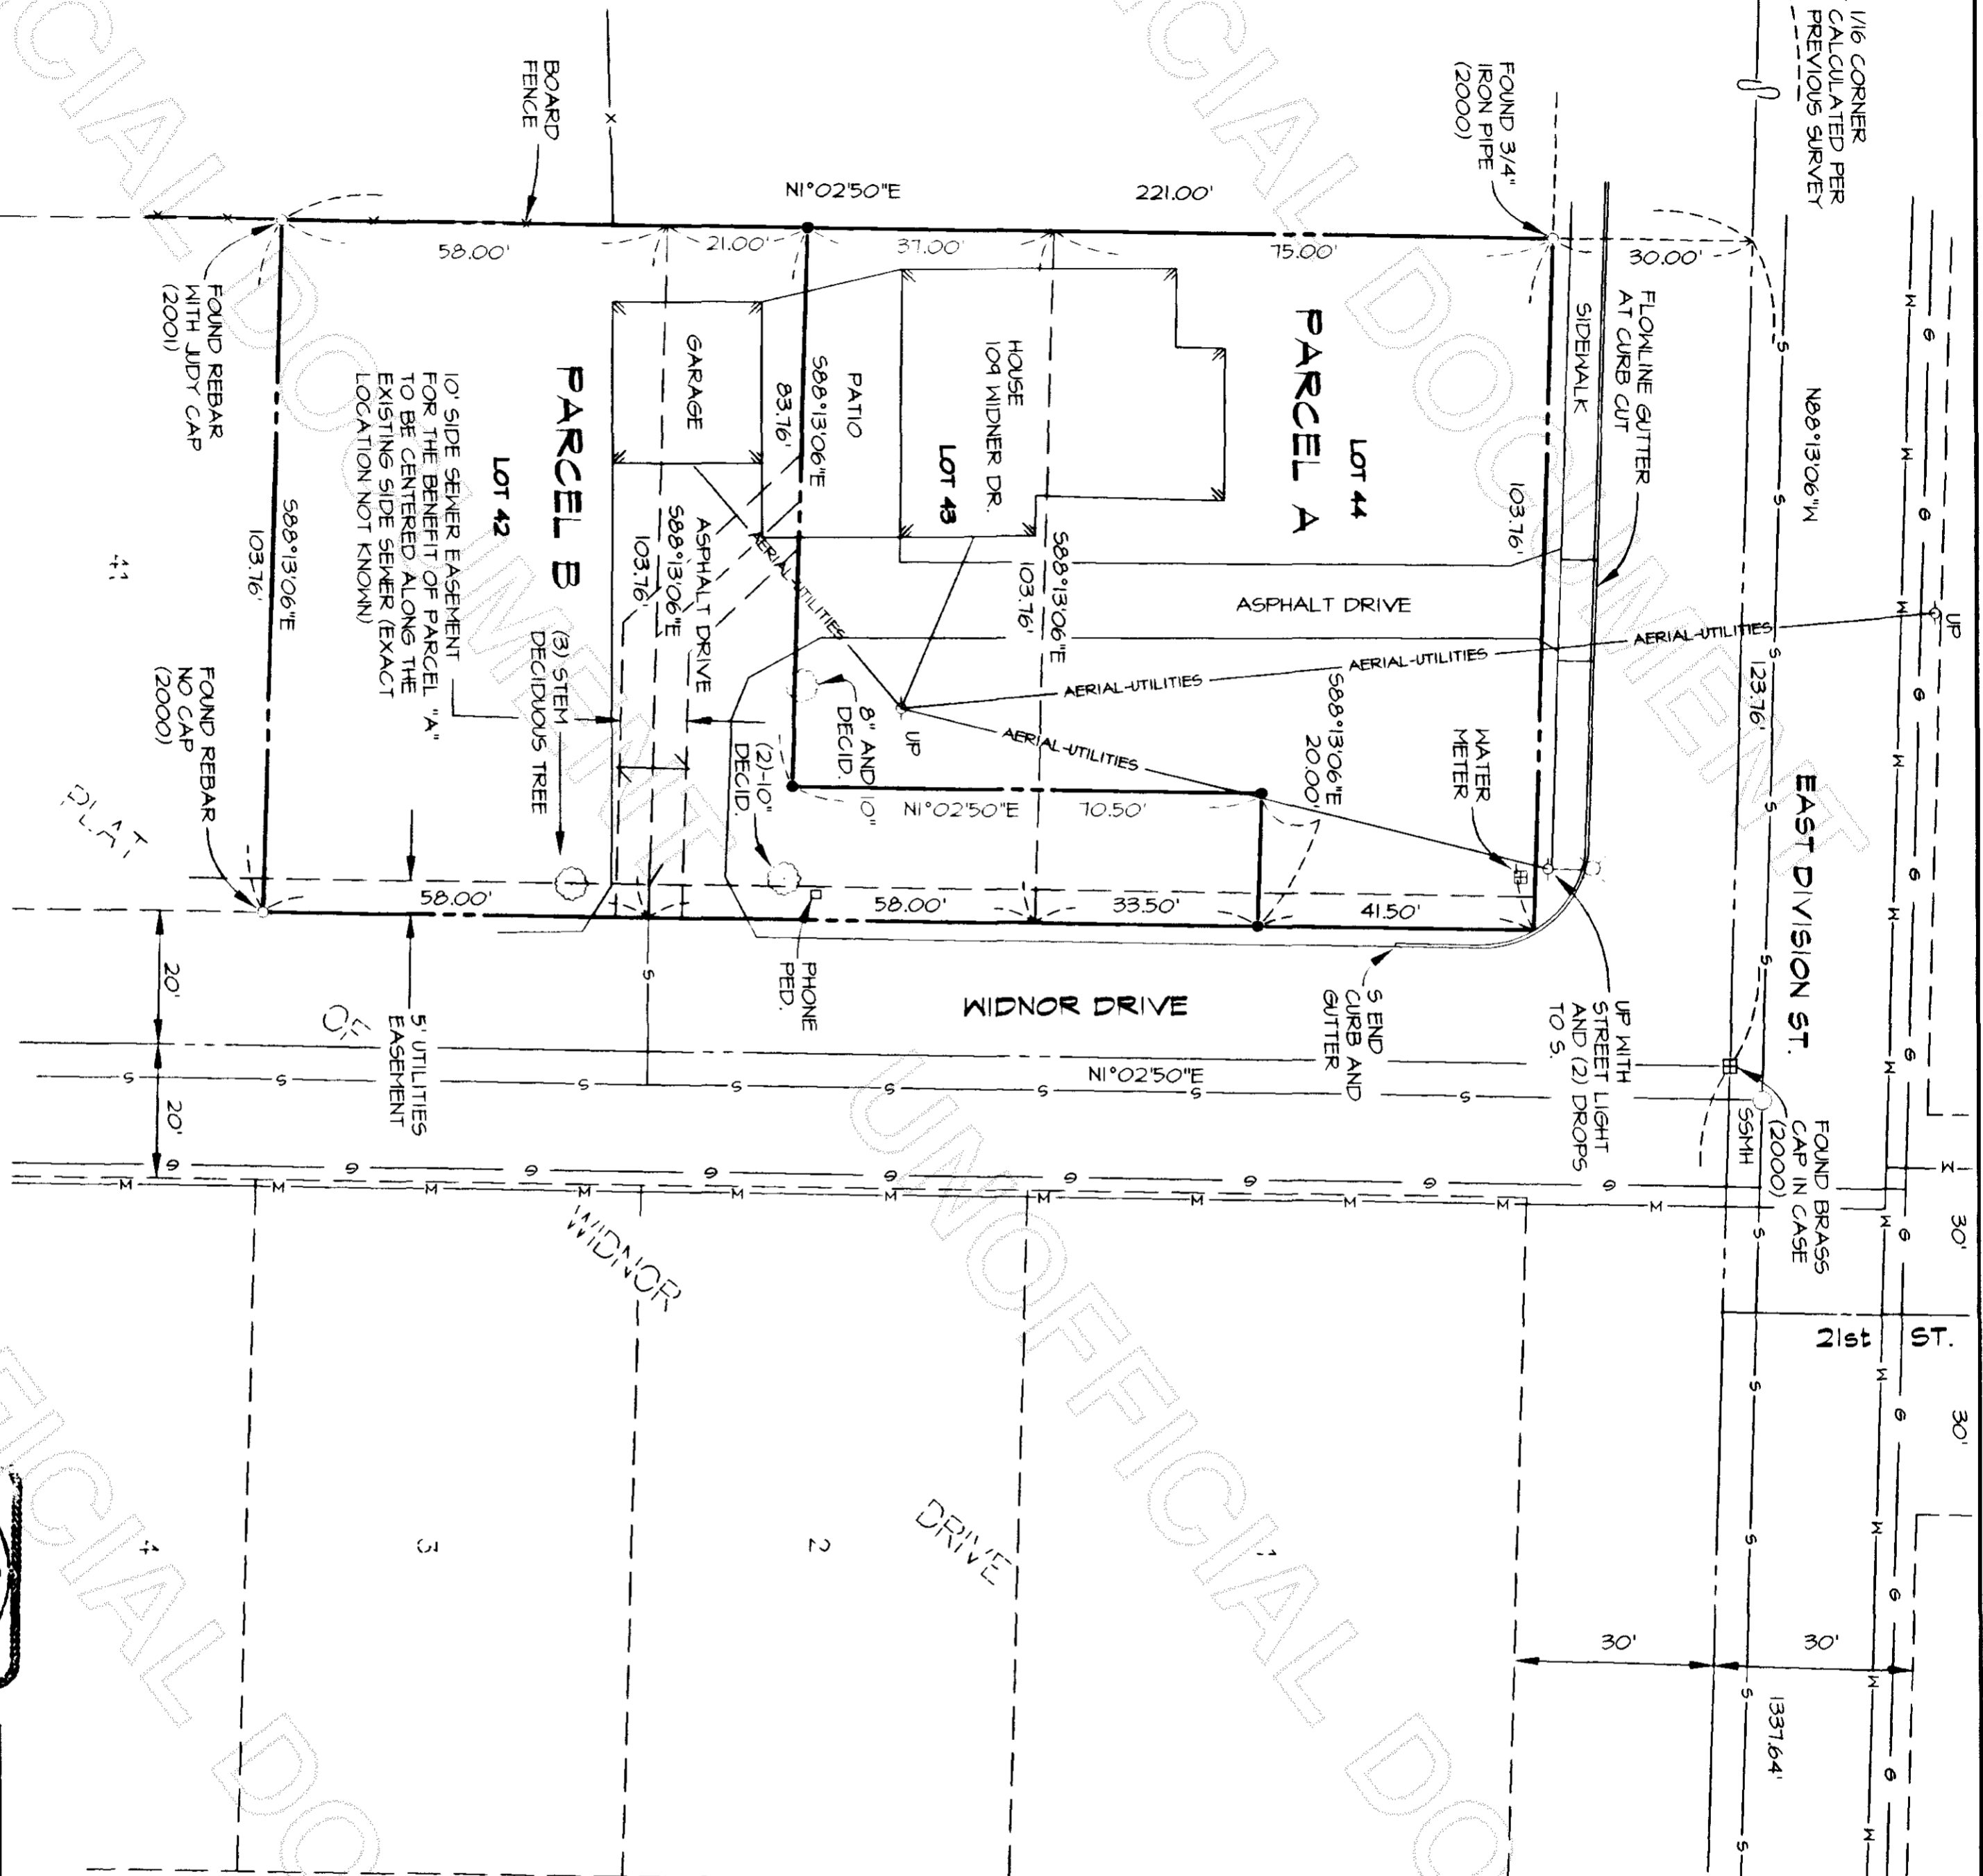 1/16 CORNER
CALCULATED PER
PREVIOUS SURVEY
N88°13'06"W
EAST DIVISION ST.
1337.64'
123.76'
30.00'
UP
FOUND 3/4"
IRON PIPE
(2000)
FLOWLINE GUTTER
AT CURB CUT
SIDEWALK
N1°02'50"E
221.00'
75.00'
37.00'
21.00'
58.00'
BOARD
FENCE
103.76'
PARCEL A
LOT 44
ASPHALT DRIVE
AERIAL-UTILITIES
AERIAL-UTILITIES
AERIAL-UTILITIES
AERIAL-UTILITIES
AERIAL-UTILITIES
S88°13'06"E
20.00'
WATER
METER
S88°13'06"E
103.76'
HOUSE
109 WIDNER DR.
LOT 43
UP
8" AND 10"
DECID.
PATIO
S88°13'06"E
83.76'
N1°02'50"E
70.50'
GARAGE
ASPHALT DRIVE
S88°13'06"E
103.76'
(2)-10"
DECID.
PARCEL B
(3) STEM
DECIDUOUS TREE
LOT 42
10' SIDE SEWER EASEMENT
FOR THE BENEFIT OF PARCEL "A"
TO BE CENTERED ALONG THE
EXISTING SIDE SEWER (EXACT
LOCATION NOT KNOWN)
S88°13'06"E
103.76'
FOUND REBAR
WITH JUDY CAP
(2001)
FOUND REBAR
NO CAP
(2000)
41
58.00'
58.00'
33.50'
41.50'
PHONE
PED.
S END
CURB AND
GUTTER
UP WITH
STREET LIGHT
AND (2) DROPS
TO S.
FOUND BRASS
CAP IN CASE
(2000)
SSMH
WIDNOR DRIVE
N1°02'50"E
5' UTILITIES
EASEMENT
20'
20'
30'
30'
21st ST.
30'
30'
PLAT
OF
WIDNOR
DRIVE
1
2
3
4
UNOFFICIAL DOCUMENT